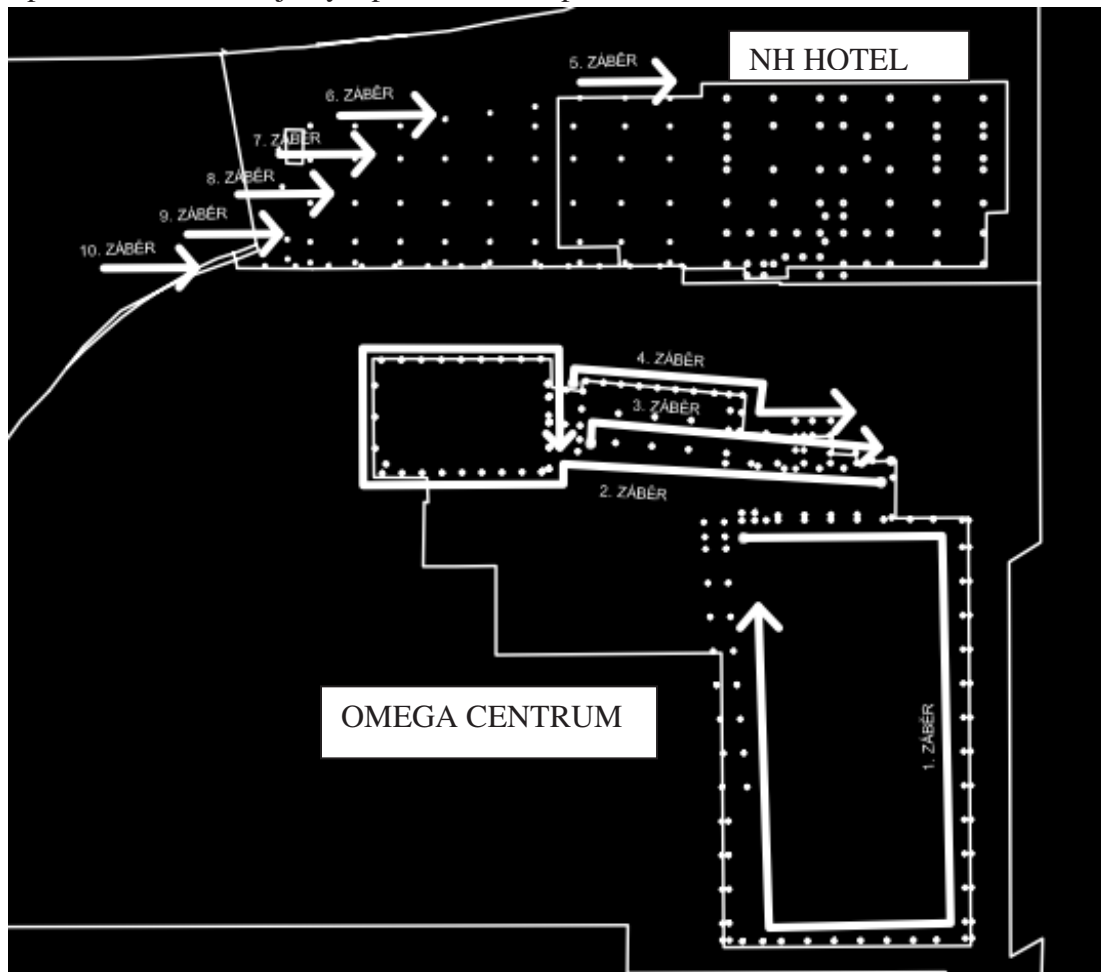 NH HOTEL
5. ZÁBĚR
6. ZÁBĚR
7. ZÁBĚR
8. ZÁBĚR
9. ZÁBĚR
10. ZÁBĚR
4. ZÁBĚR
3. ZÁBĚR
2. ZÁBĚR
OMEGA CENTRUM
1. ZÁBĚR